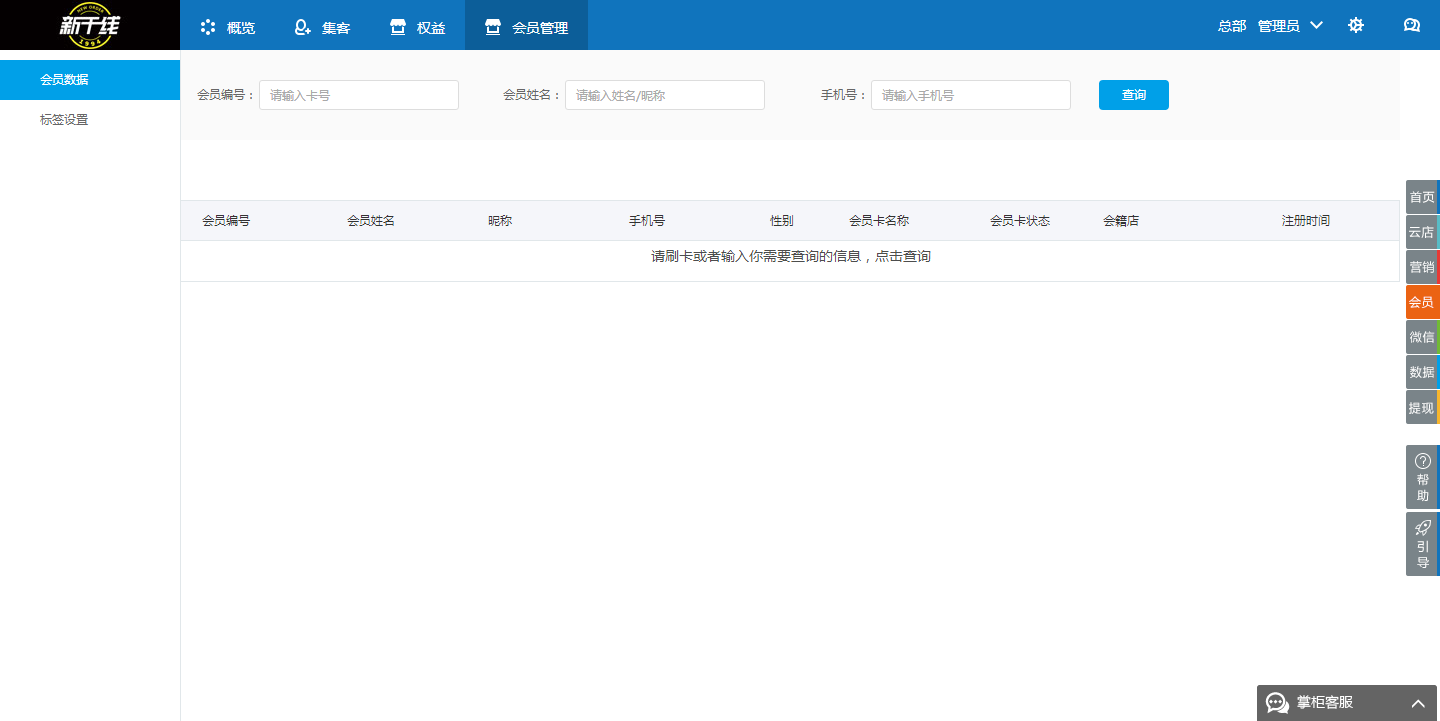 NEW ORDER
新干线
1994
概览
集客
权益
会员管理
总部 管理员
会员数据
标签设置
会员编号： 请输入卡号
会员姓名： 请输入姓名/昵称
手机号： 请输入手机号
查询
会员编号 会员姓名 昵称 手机号 性别 会员卡名称 会员卡状态 会籍店 注册时间
请刷卡或者输入你需要查询的信息，点击查询
首页
云店
营销
会员
微信
数据
提现
帮
助
引
导
掌柜客服